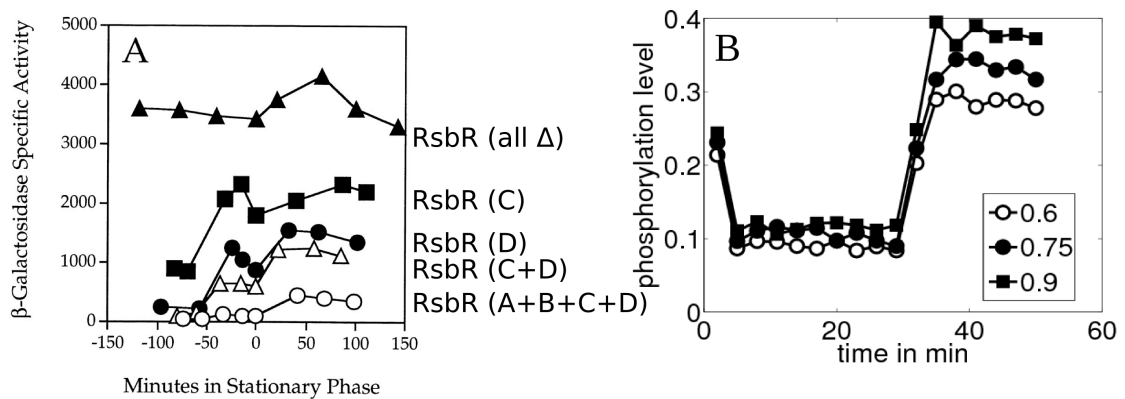 A
β-Galactosidase Specific Activity
5000
4000
3000
2000
1000
0
-150
-100
-50
0
50
100
150
Minutes in Stationary Phase
RsbR (all Δ)
RsbR (C)
RsbR (D)
RsbR (C+D)
RsbR (A+B+C+D)
B
phosphorylation level
0.4
0.3
0.2
0.1
0
0
20
40
60
time in min
0.6
0.75
0.9